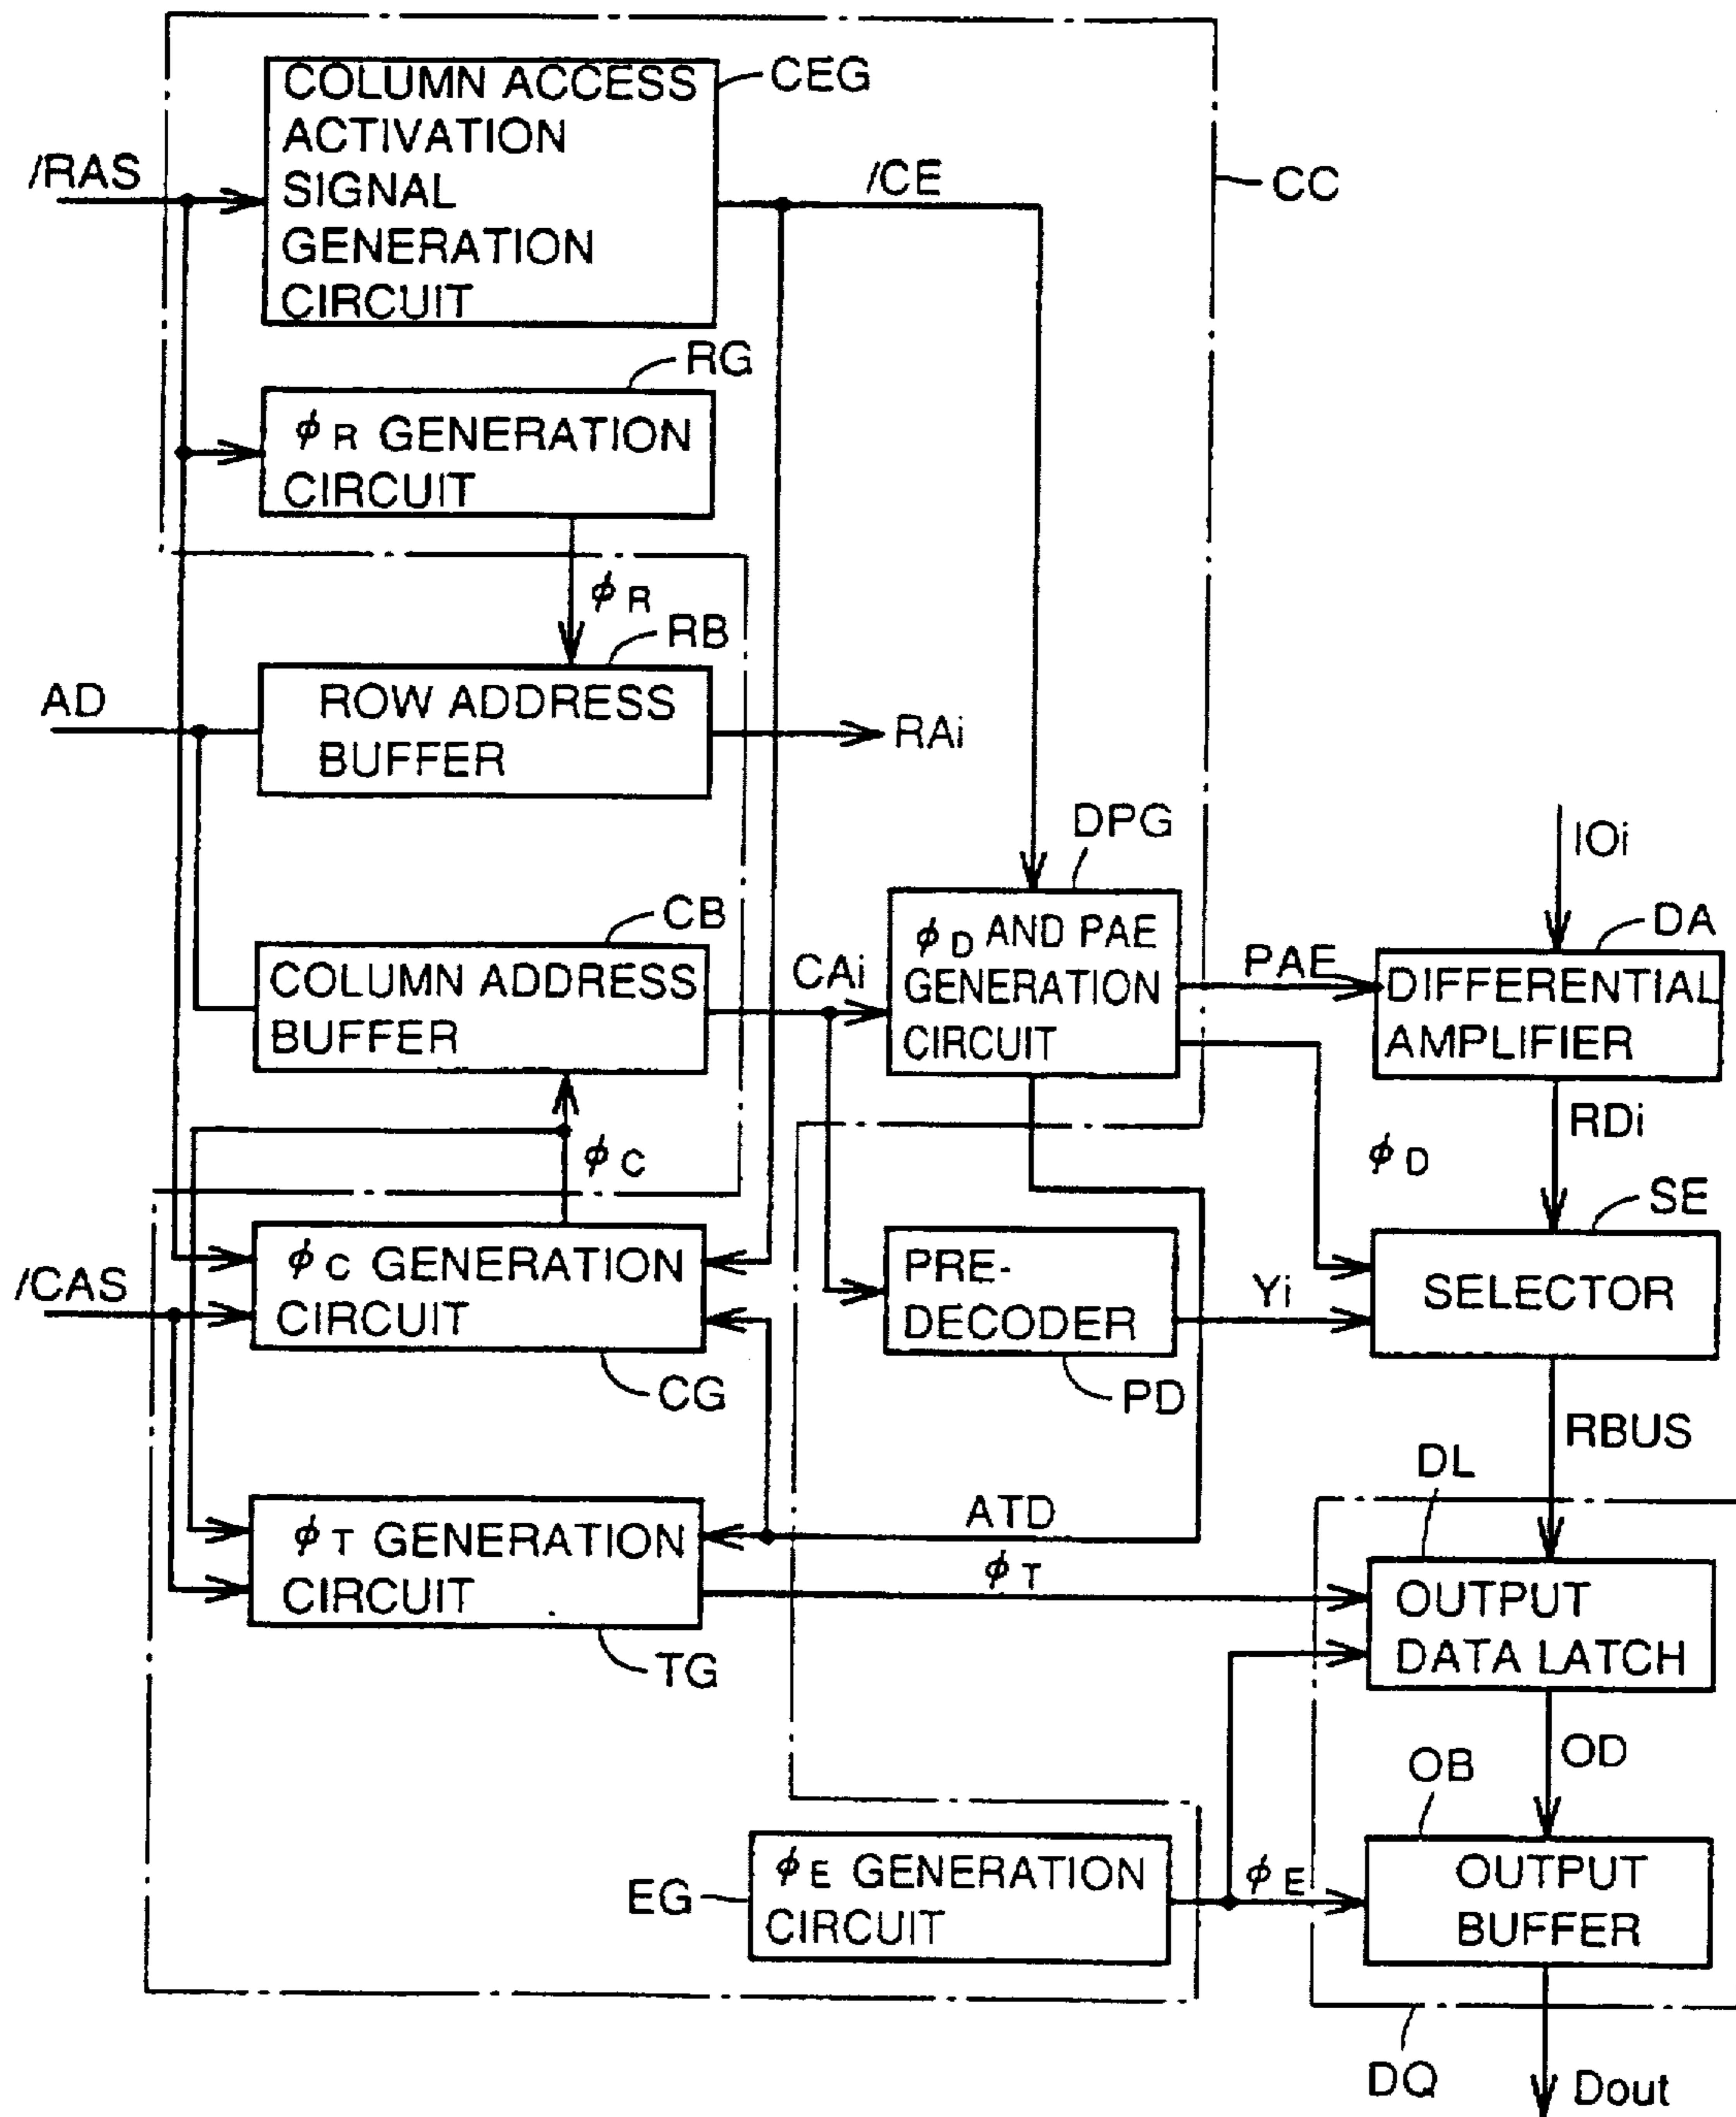 COLUMN ACCESS
ACTIVATION
SIGNAL
GENERATION
CIRCUIT
CEG
/RAS
/CE
CC
RG
ϕR GENERATION
CIRCUIT
ϕR
RB
AD
ROW ADDRESS
BUFFER
RAi
DPG
IOi
CB
COLUMN ADDRESS
BUFFER
CAi
ϕD AND PAE
GENERATION
CIRCUIT
PAE
DA
DIFFERENTIAL
AMPLIFIER
RDi
ϕC
ϕD
SE
/CAS
ϕC GENERATION
CIRCUIT
CG
PRE-
DECODER
PD
Yi
SELECTOR
RBUS
DL
ϕT GENERATION
CIRCUIT
TG
ATD
ϕT
OUTPUT
DATA LATCH
OD
OB
EG
ϕE GENERATION
CIRCUIT
ϕE
OUTPUT
BUFFER
DQ
Dout